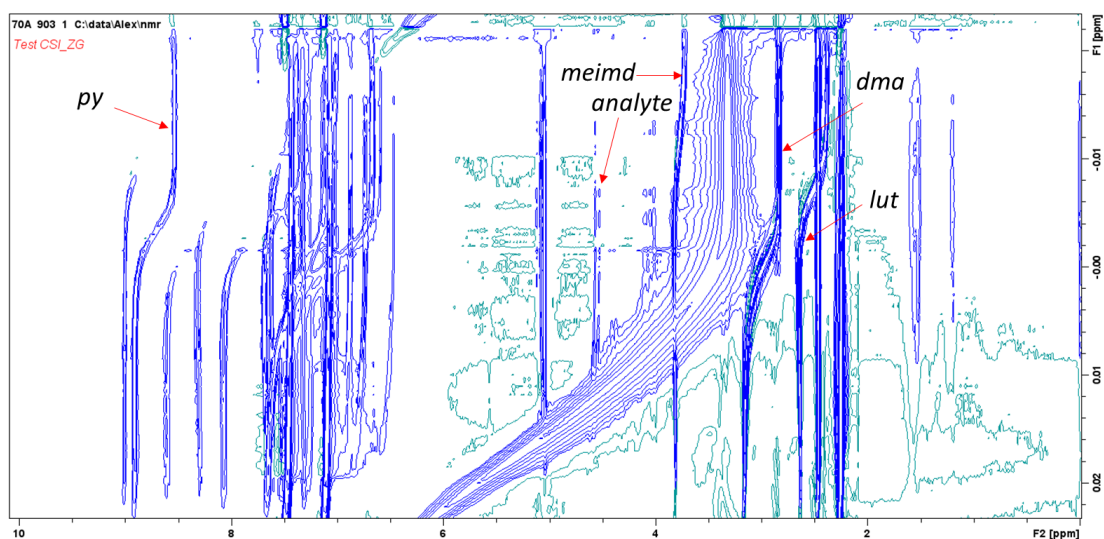 70A 903 1 C:\data\Alex\nmr
Test CSI_ZG
F1 [ppm]
py
meimd
analyte
dma
lut
-0.01
-0.00
0.01
0.02
10
8
6
4
2
F2 [ppm]